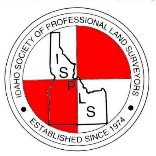 IDAHO SOCIETY OF PROFESSIONAL LAND SURVEYORS
S
P
L S
• ESTABLISHED SINCE 1974 •